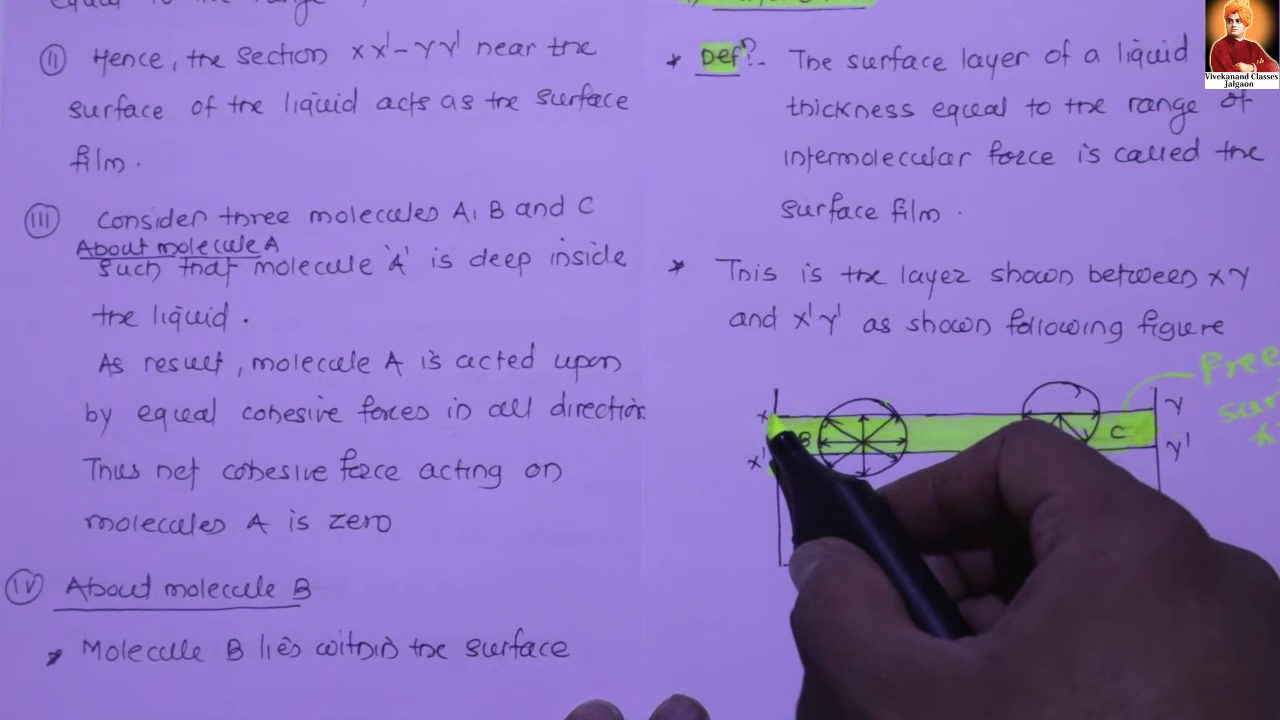 (II) Hence, the section xx' - yy' near the
surface of the liquid acts as the surface
film.
(III) Consider three molecules A, B and C
About molecule A
Such that molecule 'A' is deep inside
the liquid.
As result, molecule A is acted upon
by equal cohesive forces in all direction
Thus net cohesive force acting on
molecules A is zero
(IV) About molecule B
* Molecule B lies within the surface
* Defn:- The surface layer of a liquid
thickness equal to the range of
intermolecular force is called the
surface film.
* This is the layer shown between xy
and x'y' as shown following figure
Free
x
B
C
y
x'
y'
Vivekanand Classes
Jalgaon